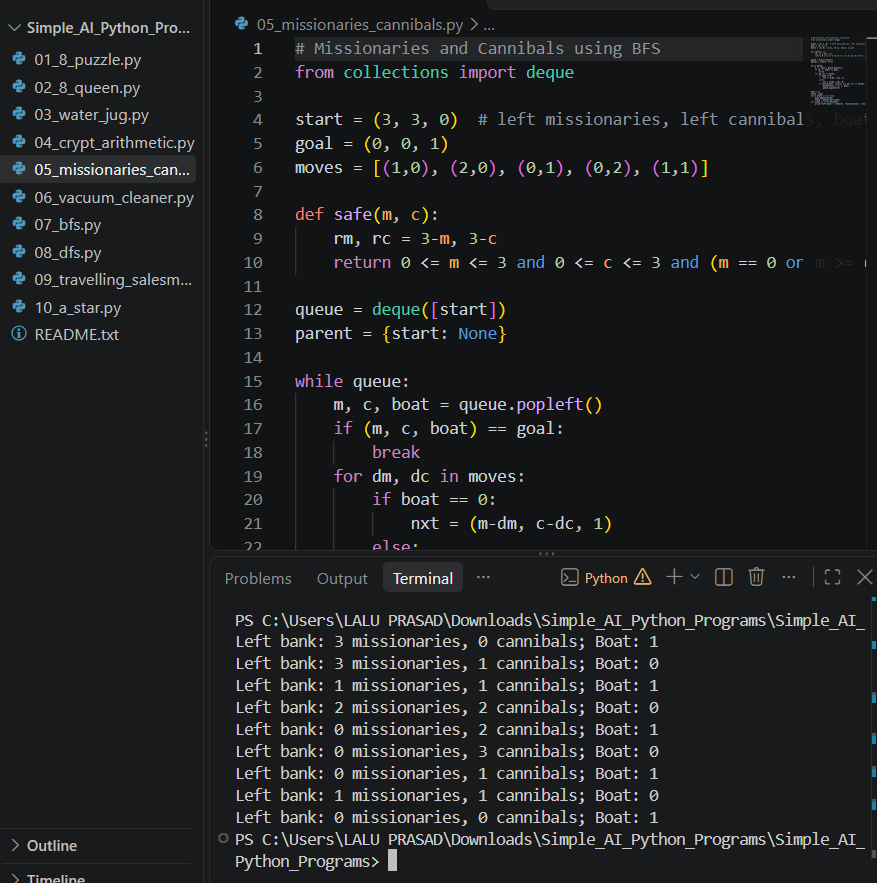 Simple_AI_Python_Pro...
01_8_puzzle.py
02_8_queen.py
03_water_jug.py
04_crypt_arithmetic.py
05_missionaries_can...
06_vacuum_cleaner.py
07_bfs.py
08_dfs.py
09_travelling_salesm...
10_a_star.py
README.txt
Outline
Timeline
05_missionaries_cannibals.py > ...
1 # Missionaries and Cannibals using BFS
2 from collections import deque
3
4 start = (3, 3, 0)  # left missionaries, left cannibals, boat
5 goal = (0, 0, 1)
6 moves = [(1,0), (2,0), (0,1), (0,2), (1,1)]
7
8 def safe(m, c):
9     rm, rc = 3-m, 3-c
10     return 0 <= m <= 3 and 0 <= c <= 3 and (m == 0 or m >=
11
12 queue = deque([start])
13 parent = {start: None}
14
15 while queue:
16     m, c, boat = queue.popleft()
17     if (m, c, boat) == goal:
18         break
19     for dm, dc in moves:
20         if boat == 0:
21             nxt = (m-dm, c-dc, 1)
22         else:
Problems Output Terminal ... Python
PS C:\Users\LALU PRASAD\Downloads\Simple_AI_Python_Programs\Simple_AI_
Left bank: 3 missionaries, 0 cannibals; Boat: 1
Left bank: 3 missionaries, 1 cannibals; Boat: 0
Left bank: 1 missionaries, 1 cannibals; Boat: 1
Left bank: 2 missionaries, 2 cannibals; Boat: 0
Left bank: 0 missionaries, 2 cannibals; Boat: 1
Left bank: 0 missionaries, 3 cannibals; Boat: 0
Left bank: 0 missionaries, 1 cannibals; Boat: 1
Left bank: 1 missionaries, 1 cannibals; Boat: 0
Left bank: 0 missionaries, 0 cannibals; Boat: 1
PS C:\Users\LALU PRASAD\Downloads\Simple_AI_Python_Programs\Simple_AI_
Python_Programs>